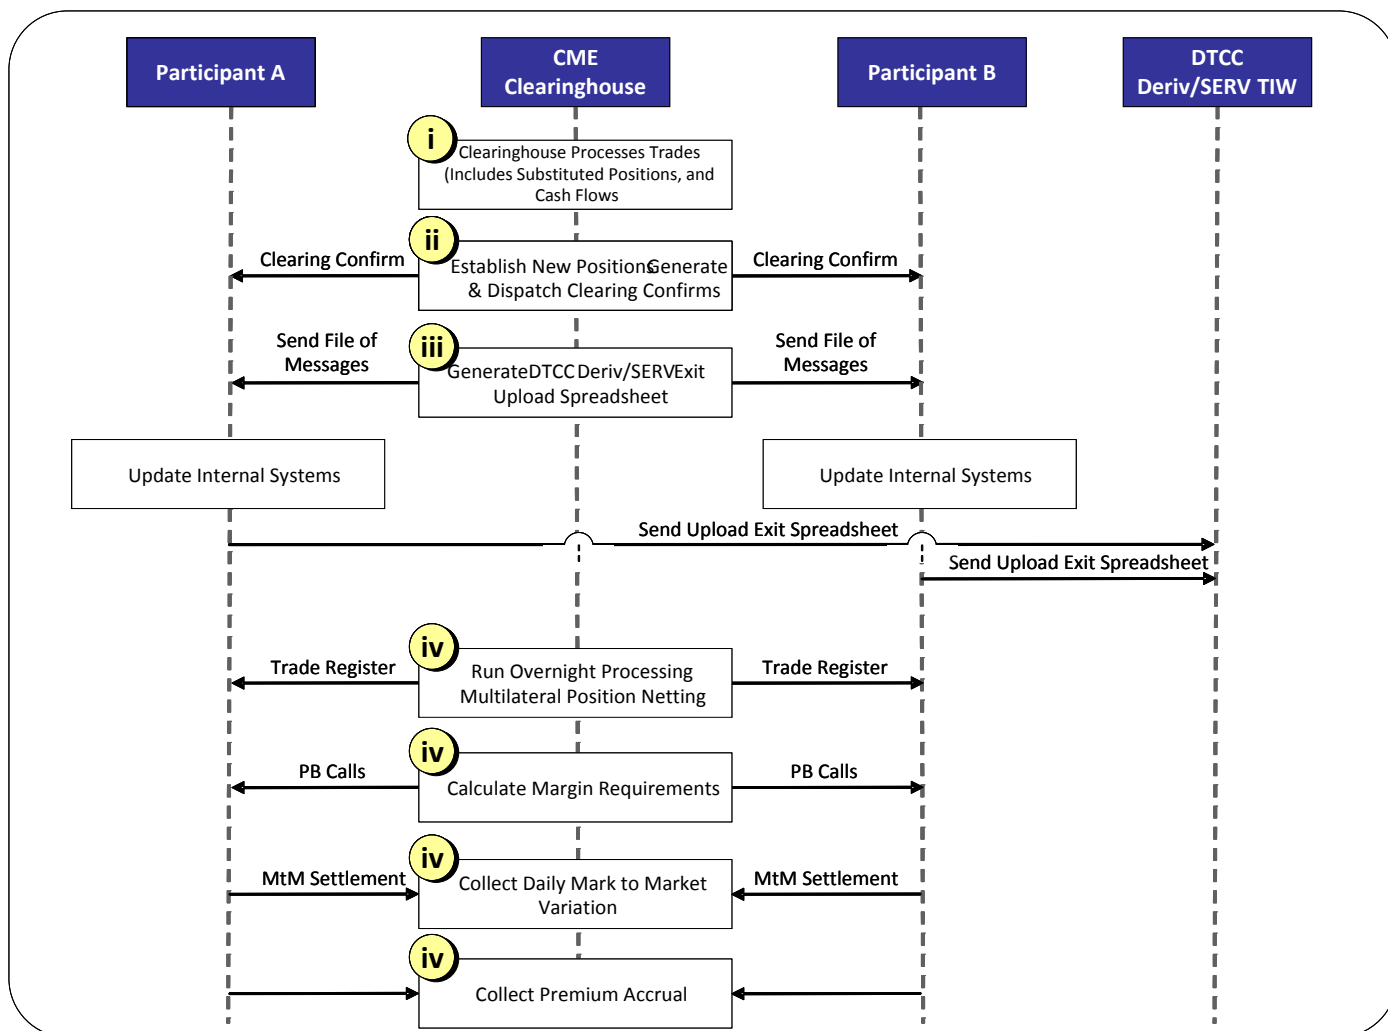 Participant A
CME
Clearinghouse
Participant B
DTCC
Deriv/SERV TIW
i
Clearinghouse Processes Trades
(Includes Substituted Positions, and
Cash Flows
ii
Clearing Confirm
Establish New Positions Generate
& Dispatch Clearing Confirms
Clearing Confirm
iii
Send File of
Messages
GenerateDTCC Deriv/SERVExit
Upload Spreadsheet
Send File of
Messages
Update Internal Systems
Update Internal Systems
Send Upload Exit Spreadsheet
Send Upload Exit Spreadsheet
iv
Trade Register
Run Overnight Processing
Multilateral Position Netting
Trade Register
iv
PB Calls
Calculate Margin Requirements
PB Calls
iv
MtM Settlement
Collect Daily Mark to Market
Variation
MtM Settlement
iv
Collect Premium Accrual